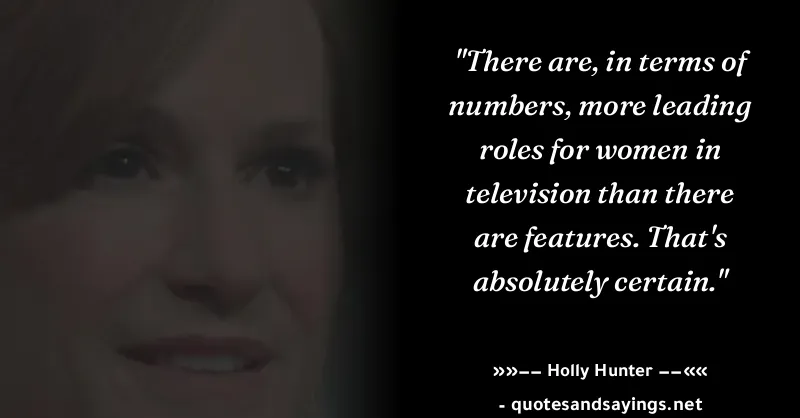 "There are, in terms of
numbers, more leading
roles for women in
television than there
are features. That's
absolutely certain."
»»–– Holly Hunter ––««
- quotesandsayings.net